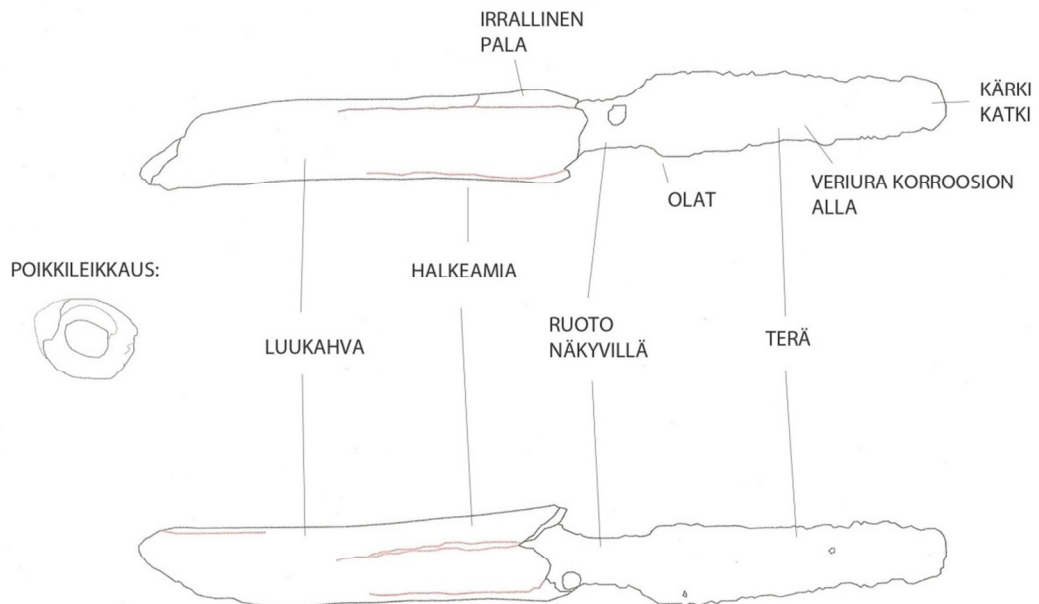 IRRALLINEN
PALA
KÄRKI
KATKI
VERIURA KORROOSION
ALLA
OLAT
POIKKILEIKKAUS:
HALKEAMIA
LUUKAHVA
RUOTO
NÄKYVILLÄ
TERÄ